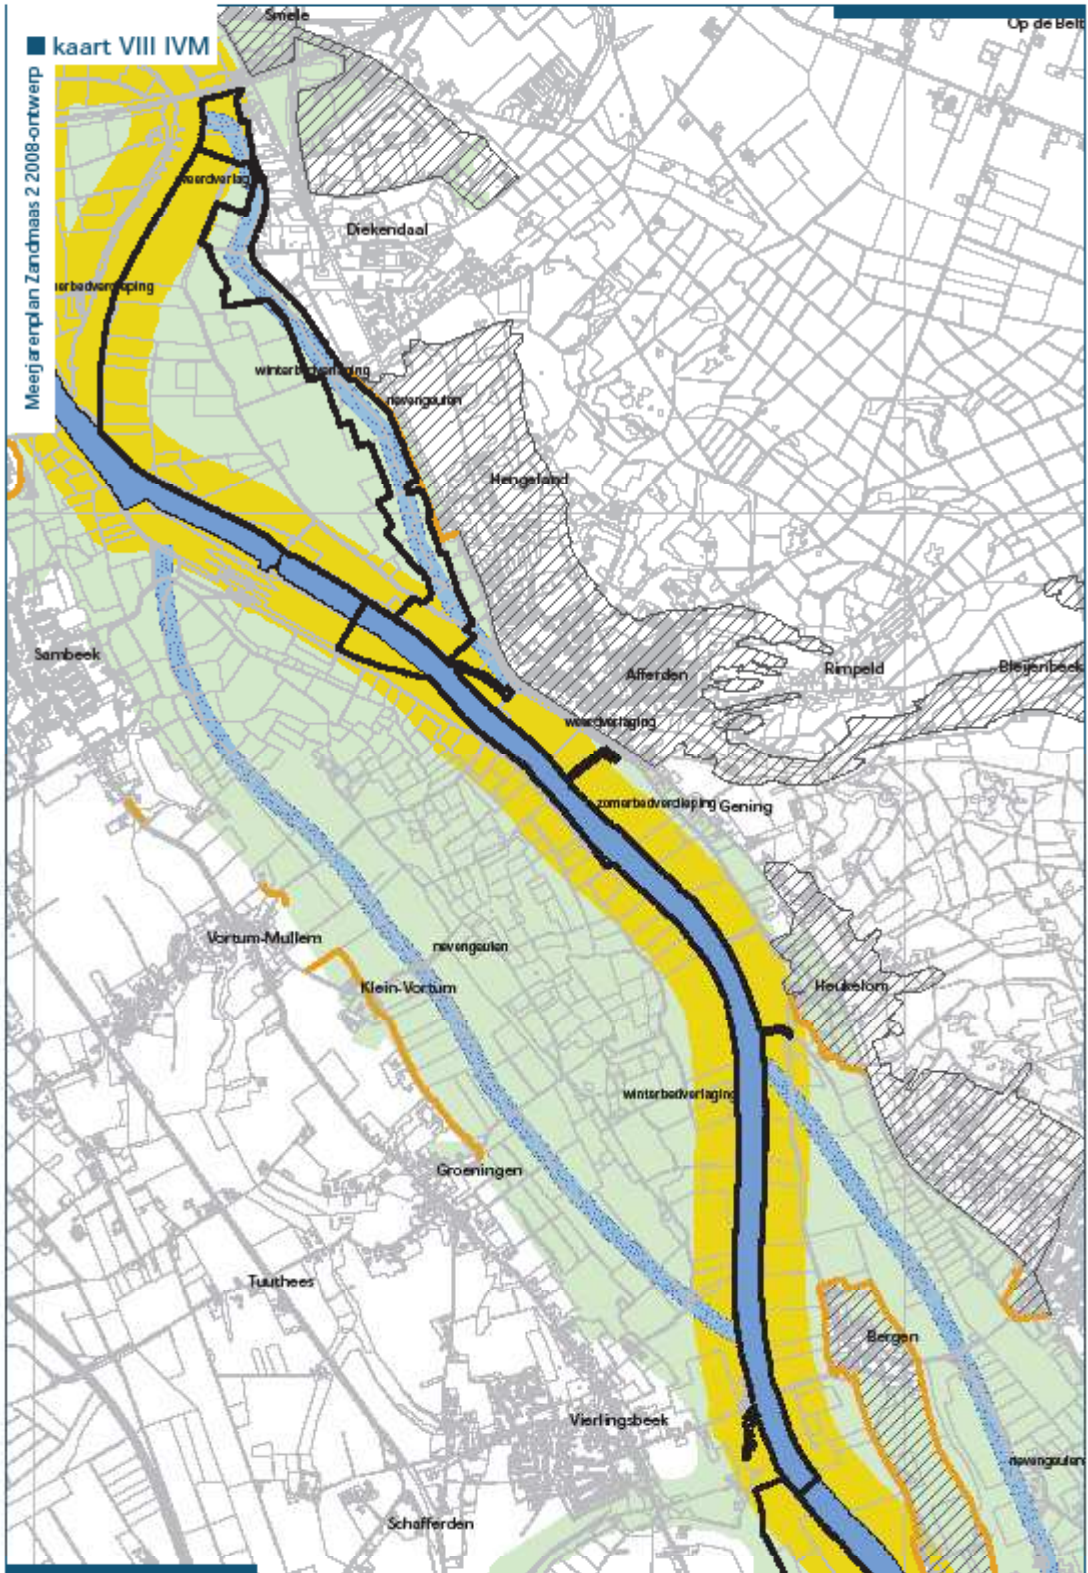 Smele
Op de Belt
kaart VIII IVM
Meerjarenplan Zandmaas 2 2008-ontwerp
Diekendaal
winterbedverlaging
nevengeulen
Hengeland
Sambeek
Afferden
Rimpeld
Bleijenbeek
weerdverlaging
zomerbedverdieping
Gening
Vortum-Mullem
nevengeulen
Klein-Vortum
Heukelom
winterbedverlaging
Groeningen
Tuuthees
Bergen
Vierlingsbeek
nevengeulen
Schafferden